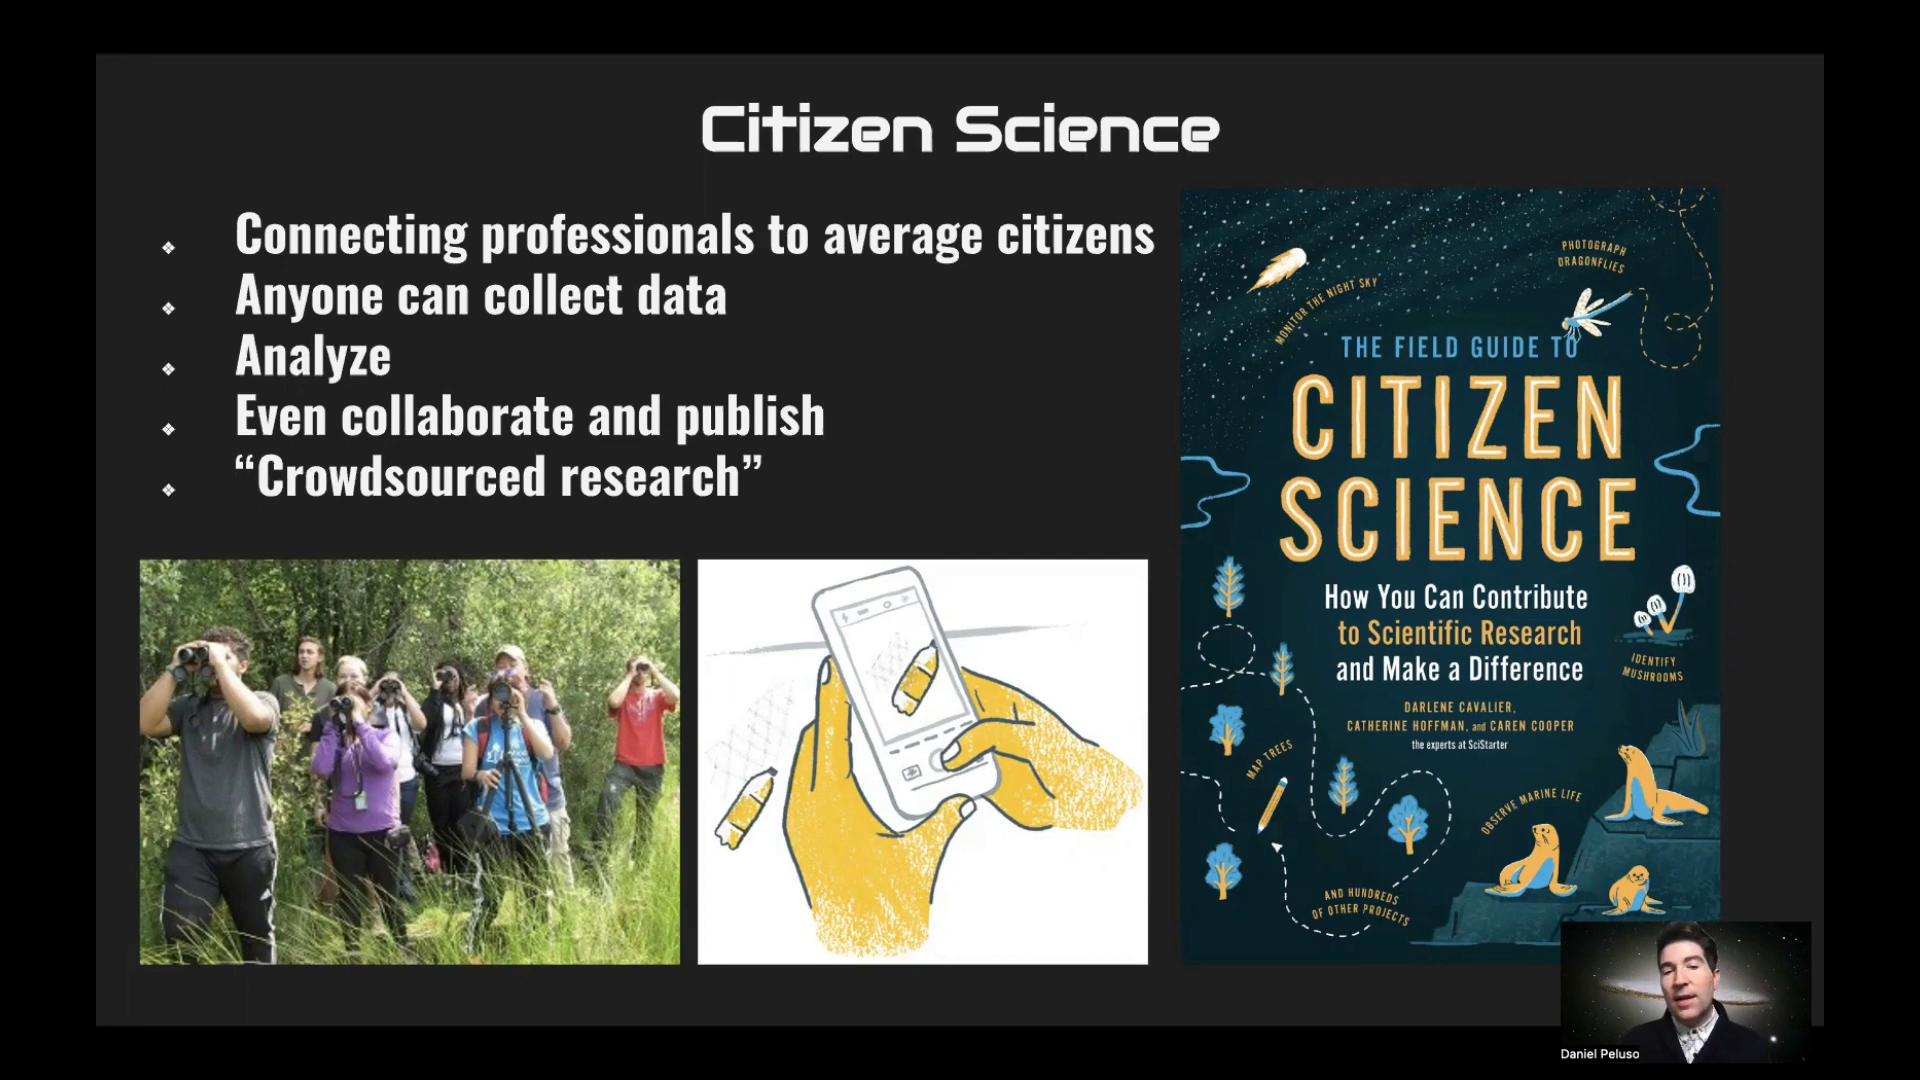 Citizen Science
❖ Connecting professionals to average citizens
❖ Anyone can collect data
❖ Analyze
❖ Even collaborate and publish
❖ “Crowdsourced research”
PHOTOGRAPH
DRAGONFLIES
MONITOR THE NIGHT SKY
THE FIELD GUIDE TO
CITIZEN
SCIENCE
How You Can Contribute
to Scientific Research
and Make a Difference
IDENTIFY
MUSHROOMS
DARLENE CAVALIER,
CATHERINE HOFFMAN, and CAREN COOPER
the experts at SciStarter
MAP TREES
OBSERVE MARINE LIFE
AND HUNDREDS
OF OTHER PROJECTS
Daniel Peluso